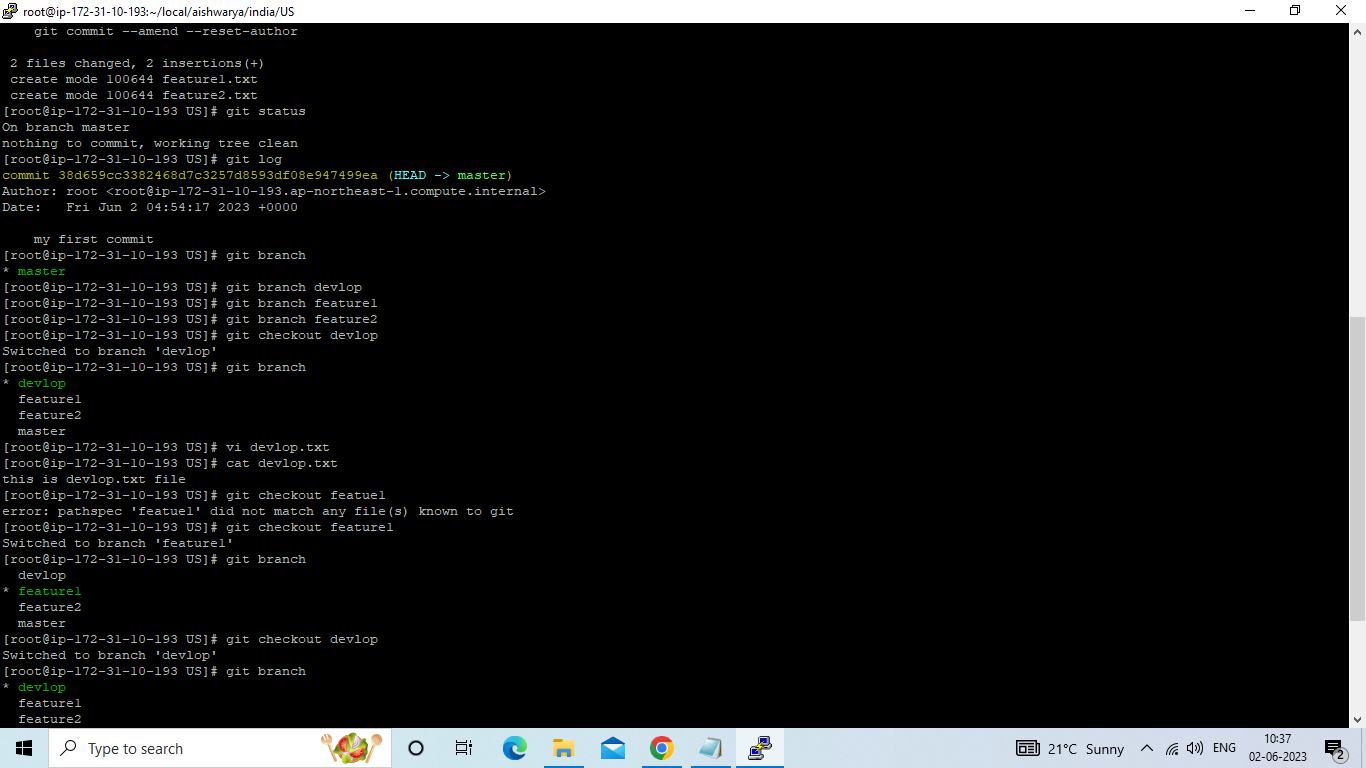 root@ip-172-31-10-193:~/local/aishwarya/india/US
    git commit --amend --reset-author
 2 files changed, 2 insertions(+)
 create mode 100644 feature1.txt
 create mode 100644 feature2.txt
[root@ip-172-31-10-193 US]# git status
On branch master
nothing to commit, working tree clean
[root@ip-172-31-10-193 US]# git log
commit 38d659cc3382468d7c3257d8593df08e947499ea (HEAD -> master)
Author: root <root@ip-172-31-10-193.ap-northeast-1.compute.internal>
Date:   Fri Jun 2 04:54:17 2023 +0000
    my first commit
[root@ip-172-31-10-193 US]# git branch
* master
[root@ip-172-31-10-193 US]# git branch devlop
[root@ip-172-31-10-193 US]# git branch feature1
[root@ip-172-31-10-193 US]# git branch feature2
[root@ip-172-31-10-193 US]# git checkout devlop
Switched to branch 'devlop'
[root@ip-172-31-10-193 US]# git branch
* devlop
  feature1
  feature2
  master
[root@ip-172-31-10-193 US]# vi devlop.txt
[root@ip-172-31-10-193 US]# cat devlop.txt
this is devlop.txt file
[root@ip-172-31-10-193 US]# git checkout featue1
error: pathspec 'featue1' did not match any file(s) known to git
[root@ip-172-31-10-193 US]# git checkout feature1
Switched to branch 'feature1'
[root@ip-172-31-10-193 US]# git branch
  devlop
* feature1
  feature2
  master
[root@ip-172-31-10-193 US]# git checkout devlop
Switched to branch 'devlop'
[root@ip-172-31-10-193 US]# git branch
* devlop
  feature1
  feature2
Type to search
21°C Sunny
ENG
10:37
02-06-2023
2